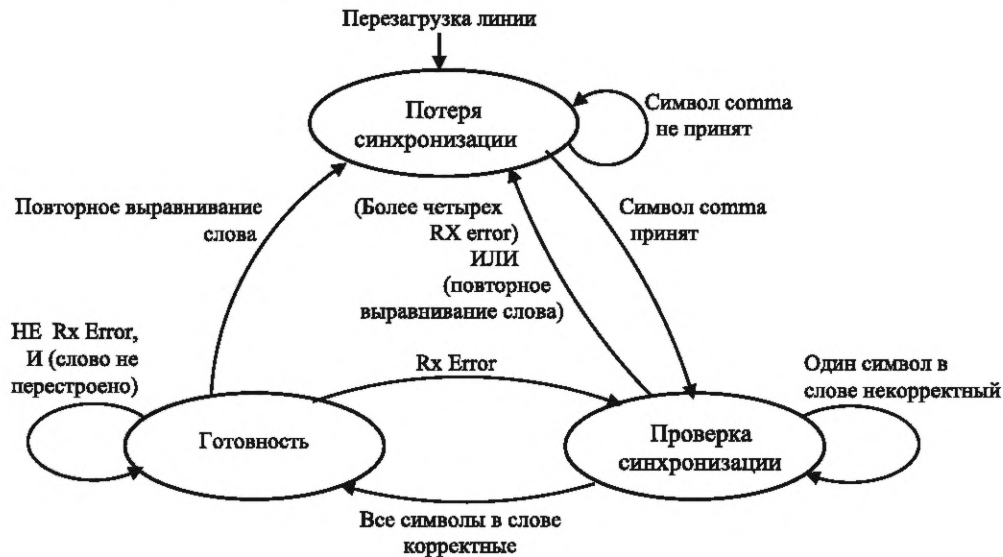 Перезагрузка линии
Потеря
синхронизации
Символ comma
не принят
Повторное выравнивание
слова
(Более четырех
RX error)
ИЛИ
(повторное
выравнивание слова)
Символ comma
принят
НЕ Rx Error,
И (слово не
перестроено)
Rx Error
Один символ в
слове некорректный
Готовность
Проверка
синхронизации
Все символы в слове
корректные